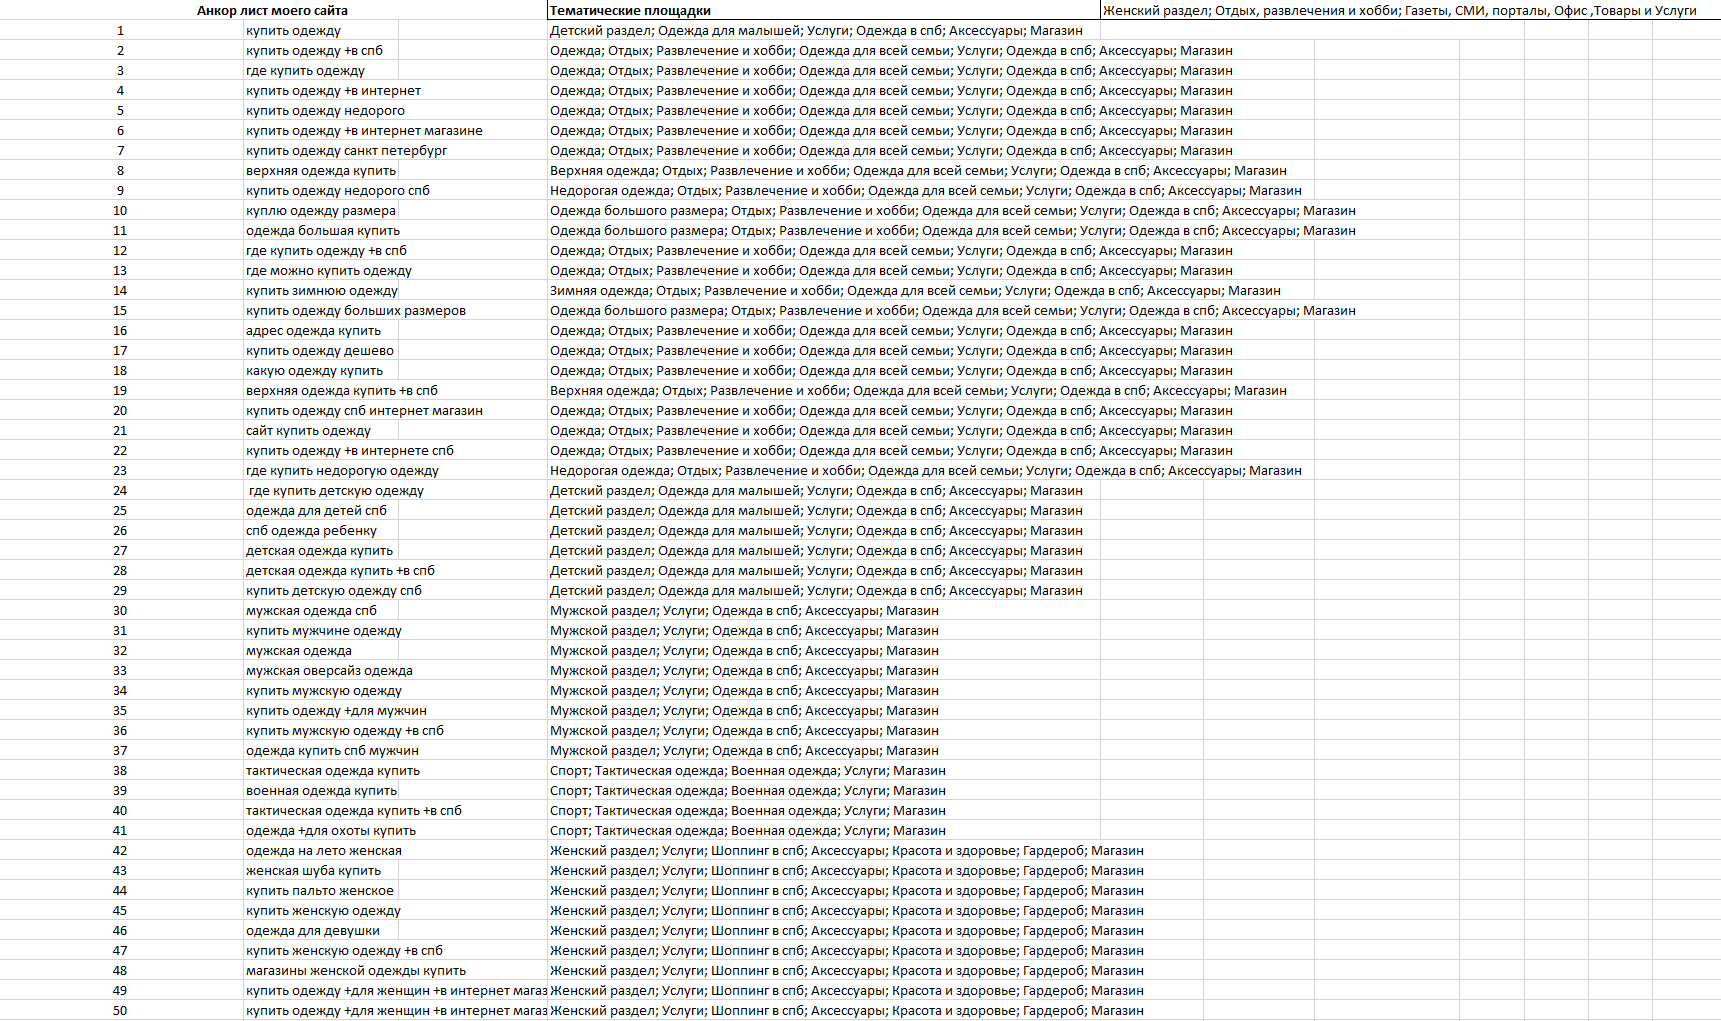 Анкор лист моего сайта Тематические площадки Женский раздел; Отдых, развлечения и хобби; Газеты, СМИ, порталы, Офис ,Товары и Услуги
1 купить одежду Детский раздел; Одежда для малышей; Услуги; Одежда в спб; Аксессуары; Магазин
2 купить одежду +в спб Одежда; Отдых; Развлечение и хобби; Одежда для всей семьи; Услуги; Одежда в спб; Аксессуары; Магазин
3 где купить одежду Одежда; Отдых; Развлечение и хобби; Одежда для всей семьи; Услуги; Одежда в спб; Аксессуары; Магазин
4 купить одежду +в интернет Одежда; Отдых; Развлечение и хобби; Одежда для всей семьи; Услуги; Одежда в спб; Аксессуары; Магазин
5 купить одежду недорого Одежда; Отдых; Развлечение и хобби; Одежда для всей семьи; Услуги; Одежда в спб; Аксессуары; Магазин
6 купить одежду +в интернет магазине Одежда; Отдых; Развлечение и хобби; Одежда для всей семьи; Услуги; Одежда в спб; Аксессуары; Магазин
7 купить одежду санкт петербург Одежда; Отдых; Развлечение и хобби; Одежда для всей семьи; Услуги; Одежда в спб; Аксессуары; Магазин
8 верхняя одежда купить Верхняя одежда; Отдых; Развлечение и хобби; Одежда для всей семьи; Услуги; Одежда в спб; Аксессуары; Магазин
9 купить одежду недорого спб Недорогая одежда; Отдых; Развлечение и хобби; Одежда для всей семьи; Услуги; Одежда в спб; Аксессуары; Магазин
10 куплю одежду размера Одежда большого размера; Отдых; Развлечение и хобби; Одежда для всей семьи; Услуги; Одежда в спб; Аксессуары; Магазин
11 одежда большая купить Одежда большого размера; Отдых; Развлечение и хобби; Одежда для всей семьи; Услуги; Одежда в спб; Аксессуары; Магазин
12 где купить одежду +в спб Одежда; Отдых; Развлечение и хобби; Одежда для всей семьи; Услуги; Одежда в спб; Аксессуары; Магазин
13 где можно купить одежду Одежда; Отдых; Развлечение и хобби; Одежда для всей семьи; Услуги; Одежда в спб; Аксессуары; Магазин
14 купить зимнюю одежду Зимняя одежда; Отдых; Развлечение и хобби; Одежда для всей семьи; Услуги; Одежда в спб; Аксессуары; Магазин
15 купить одежду больших размеров Одежда большого размера; Отдых; Развлечение и хобби; Одежда для всей семьи; Услуги; Одежда в спб; Аксессуары; Магазин
16 адрес одежда купить Одежда; Отдых; Развлечение и хобби; Одежда для всей семьи; Услуги; Одежда в спб; Аксессуары; Магазин
17 купить одежду дешево Одежда; Отдых; Развлечение и хобби; Одежда для всей семьи; Услуги; Одежда в спб; Аксессуары; Магазин
18 какую одежду купить Одежда; Отдых; Развлечение и хобби; Одежда для всей семьи; Услуги; Одежда в спб; Аксессуары; Магазин
19 верхняя одежда купить +в спб Верхняя одежда; Отдых; Развлечение и хобби; Одежда для всей семьи; Услуги; Одежда в спб; Аксессуары; Магазин
20 купить одежду спб интернет магазин Одежда; Отдых; Развлечение и хобби; Одежда для всей семьи; Услуги; Одежда в спб; Аксессуары; Магазин
21 сайт купить одежду Одежда; Отдых; Развлечение и хобби; Одежда для всей семьи; Услуги; Одежда в спб; Аксессуары; Магазин
22 купить одежду +в интернете спб Одежда; Отдых; Развлечение и хобби; Одежда для всей семьи; Услуги; Одежда в спб; Аксессуары; Магазин
23 где купить недорогую одежду Недорогая одежда; Отдых; Развлечение и хобби; Одежда для всей семьи; Услуги; Одежда в спб; Аксессуары; Магазин
24 где купить детскую одежду Детский раздел; Одежда для малышей; Услуги; Одежда в спб; Аксессуары; Магазин
25 одежда для детей спб Детский раздел; Одежда для малышей; Услуги; Одежда в спб; Аксессуары; Магазин
26 спб одежда ребенку Детский раздел; Одежда для малышей; Услуги; Одежда в спб; Аксессуары; Магазин
27 детская одежда купить Детский раздел; Одежда для малышей; Услуги; Одежда в спб; Аксессуары; Магазин
28 детская одежда купить +в спб Детский раздел; Одежда для малышей; Услуги; Одежда в спб; Аксессуары; Магазин
29 купить детскую одежду спб Детский раздел; Одежда для малышей; Услуги; Одежда в спб; Аксессуары; Магазин
30 мужская одежда спб Мужской раздел; Услуги; Одежда в спб; Аксессуары; Магазин
31 купить мужчине одежду Мужской раздел; Услуги; Одежда в спб; Аксессуары; Магазин
32 мужская одежда Мужской раздел; Услуги; Одежда в спб; Аксессуары; Магазин
33 мужская оверсайз одежда Мужской раздел; Услуги; Одежда в спб; Аксессуары; Магазин
34 купить мужскую одежду Мужской раздел; Услуги; Одежда в спб; Аксессуары; Магазин
35 купить одежду +для мужчин Мужской раздел; Услуги; Одежда в спб; Аксессуары; Магазин
36 купить мужскую одежду +в спб Мужской раздел; Услуги; Одежда в спб; Аксессуары; Магазин
37 одежда купить спб мужчин Мужской раздел; Услуги; Одежда в спб; Аксессуары; Магазин
38 тактическая одежда купить Спорт; Тактическая одежда; Военная одежда; Услуги; Магазин
39 военная одежда купить Спорт; Тактическая одежда; Военная одежда; Услуги; Магазин
40 тактическая одежда купить +в спб Спорт; Тактическая одежда; Военная одежда; Услуги; Магазин
41 одежда +для охоты купить Спорт; Тактическая одежда; Военная одежда; Услуги; Магазин
42 одежда на лето женская Женский раздел; Услуги; Шоппинг в спб; Аксессуары; Красота и здоровье; Гардероб; Магазин
43 женская шуба купить Женский раздел; Услуги; Шоппинг в спб; Аксессуары; Красота и здоровье; Гардероб; Магазин
44 купить пальто женское Женский раздел; Услуги; Шоппинг в спб; Аксессуары; Красота и здоровье; Гардероб; Магазин
45 купить женскую одежду Женский раздел; Услуги; Шоппинг в спб; Аксессуары; Красота и здоровье; Гардероб; Магазин
46 одежда для девушки Женский раздел; Услуги; Шоппинг в спб; Аксессуары; Красота и здоровье; Гардероб; Магазин
47 купить женскую одежду +в спб Женский раздел; Услуги; Шоппинг в спб; Аксессуары; Красота и здоровье; Гардероб; Магазин
48 магазины женской одежды купить Женский раздел; Услуги; Шоппинг в спб; Аксессуары; Красота и здоровье; Гардероб; Магазин
49 купить одежду +для женщин +в интернет магаз Женский раздел; Услуги; Шоппинг в спб; Аксессуары; Красота и здоровье; Гардероб; Магазин
50 купить одежду +для женщин +в интернет магаз Женский раздел; Услуги; Шоппинг в спб; Аксессуары; Красота и здоровье; Гардероб; Магазин